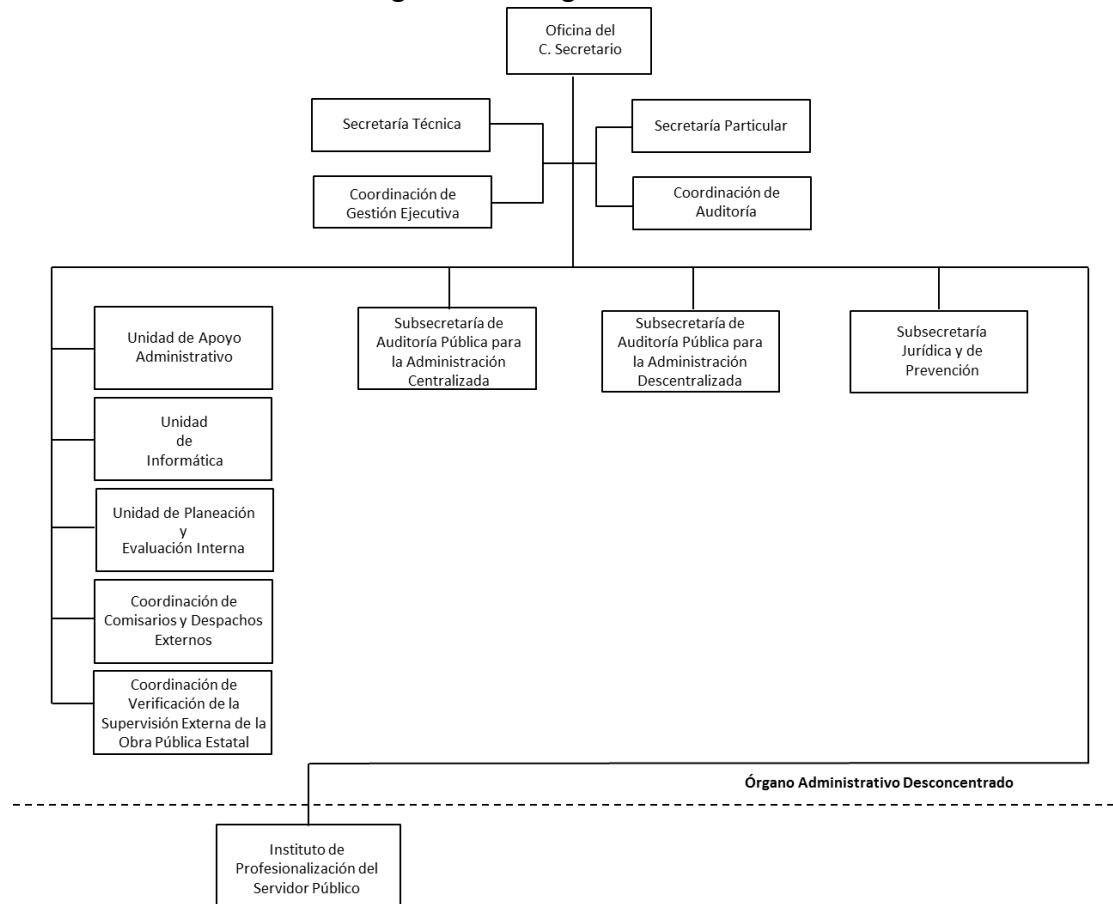 Oficina del
C. Secretario
Secretaría Técnica
Secretaría Particular
Coordinación de
Gestión Ejecutiva
Coordinación de
Auditoría
Unidad de Apoyo
Administrativo
Subsecretaría de
Auditoría Pública para
la Administración
Centralizada
Subsecretaría de
Auditoría Pública para
la Administración
Descentralizada
Subsecretaría
Jurídica y de
Prevención
Unidad
de
Informática
Unidad de Planeación
y
Evaluación Interna
Coordinación de
Comisarios y Despachos
Externos
Coordinación de
Verificación de la
Supervisión Externa de la
Obra Pública Estatal
Órgano Administrativo Desconcentrado
Instituto de
Profesionalización del
Servidor Público